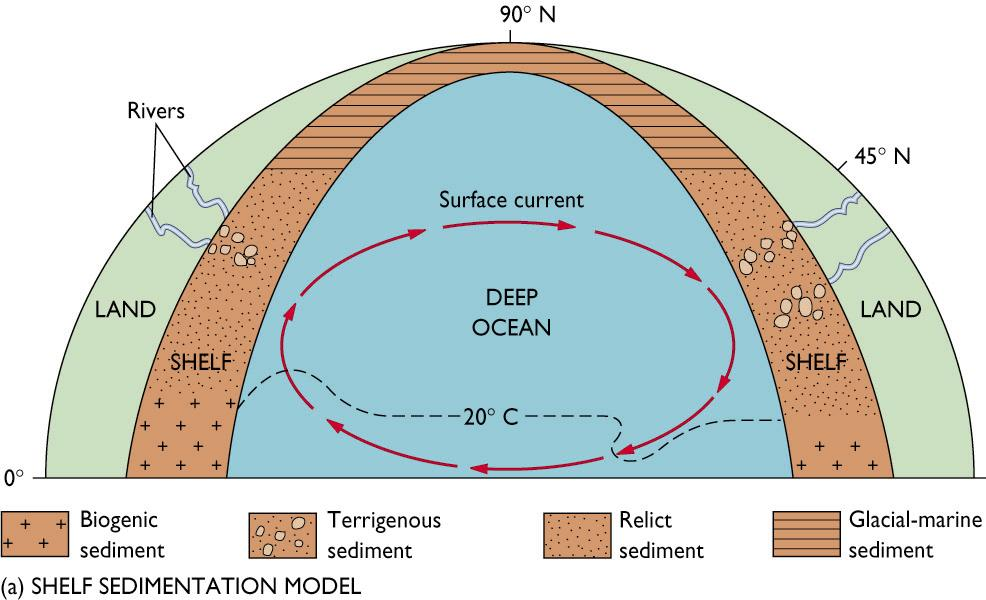 90° N
Rivers
45° N
Surface current
DEEP
OCEAN
LAND
LAND
SHELF
SHELF
20° C
0°
Biogenic
sediment
Terrigenous
sediment
Relict
sediment
Glacial-marine
sediment
(a) SHELF SEDIMENTATION MODEL